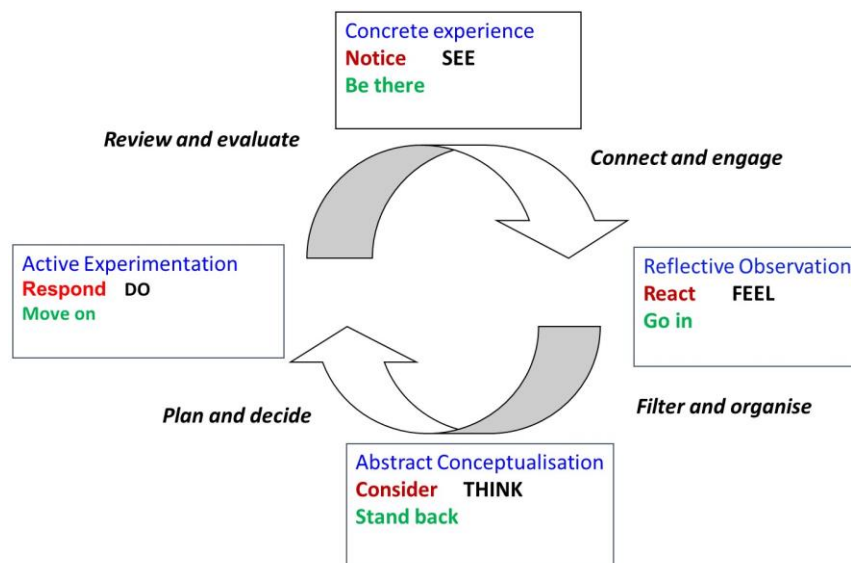 Concrete experience
Notice SEE
Be there
Review and evaluate
Connect and engage
Active Experimentation
Respond DO
Move on
Reflective Observation
React FEEL
Go in
Plan and decide
Filter and organise
Abstract Conceptualisation
Consider THINK
Stand back